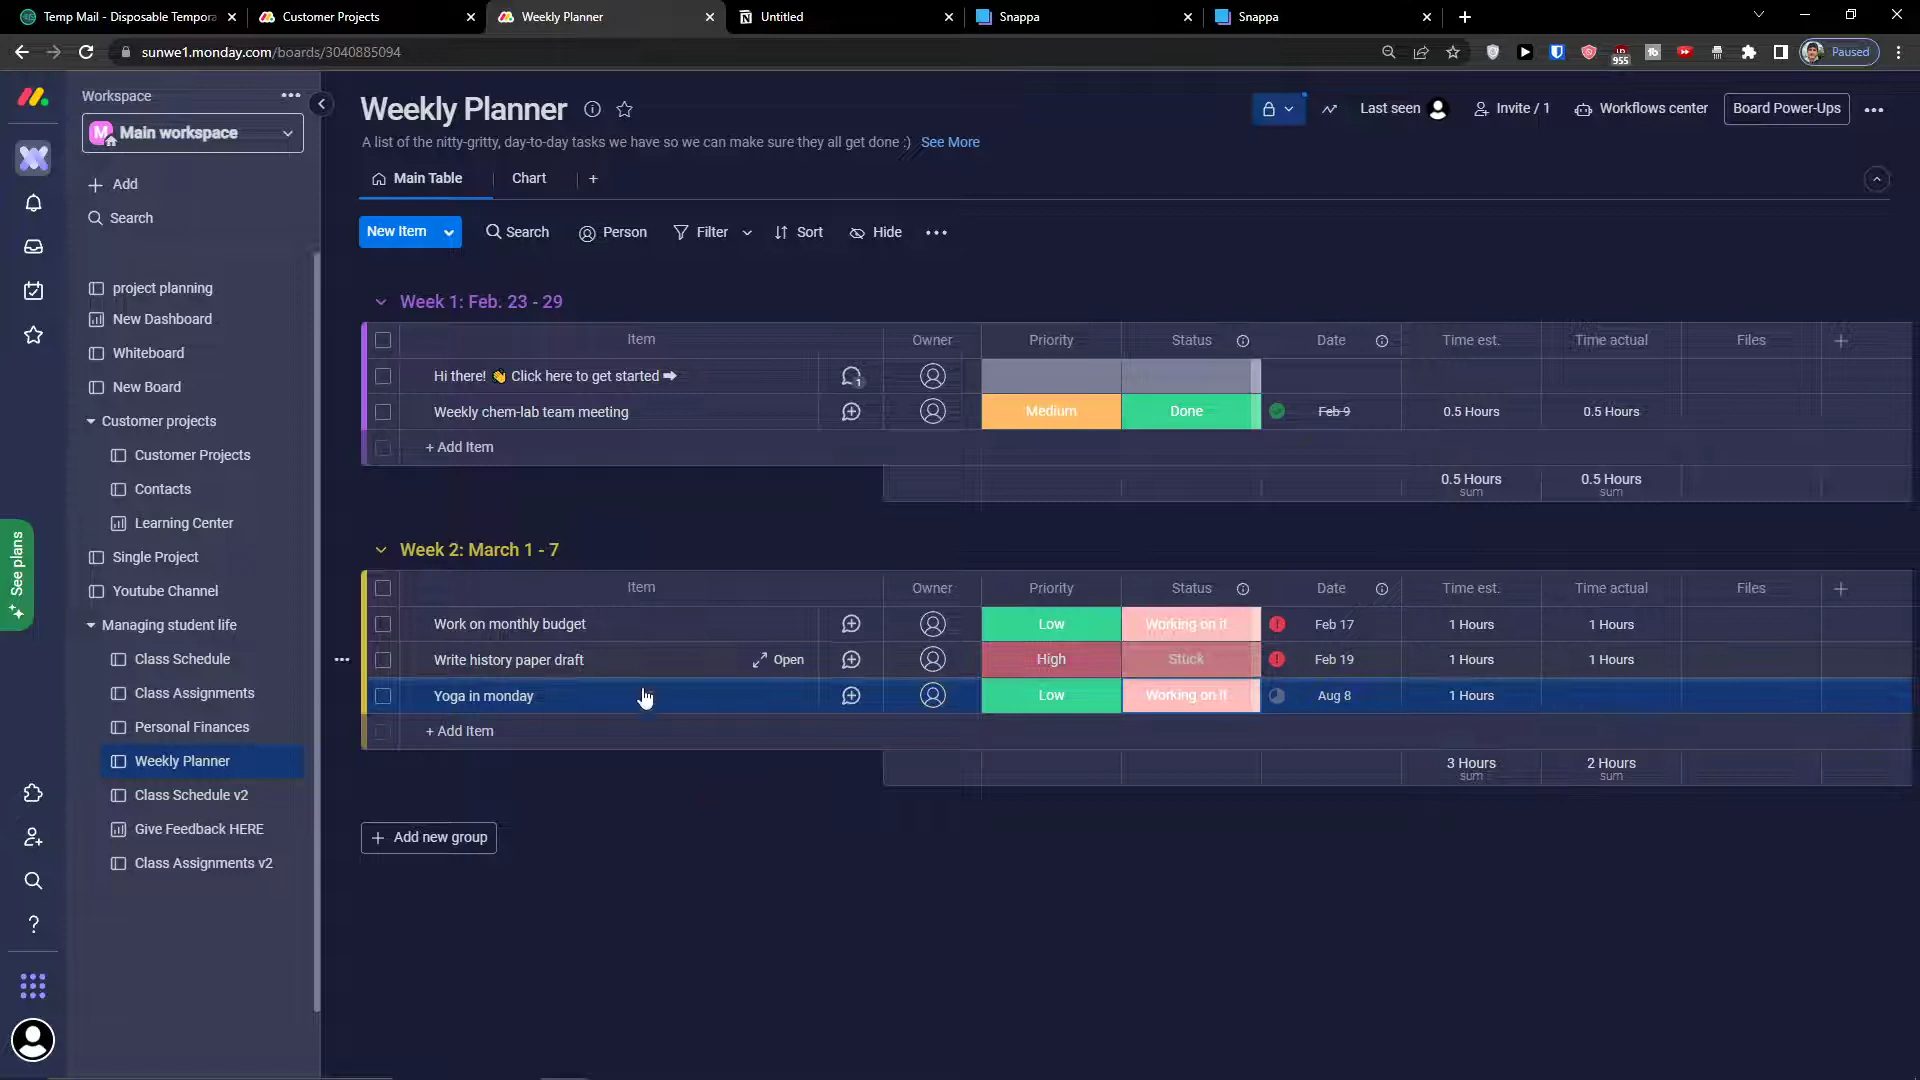 Temp Mail - Disposable Tempora
Customer Projects
Weekly Planner
Untitled
Snappa
Snappa
sunwe1.monday.com/boards/3040885094
955
Paused
Workspace
M
Main workspace
Add
Search
project planning
New Dashboard
Whiteboard
New Board
Customer projects
Customer Projects
Contacts
Learning Center
Single Project
Youtube Channel
Managing student life
Class Schedule
Class Assignments
Personal Finances
Weekly Planner
Class Schedule v2
Give Feedback HERE
Class Assignments v2
See plans
Weekly Planner
Last seen
Invite / 1
Workflows center
Board Power-Ups
A list of the nitty-gritty, day-to-day tasks we have so we can make sure they all get done :) See More
Main Table
Chart
New Item
Search
Person
Filter
Sort
Hide
Week 1: Feb. 23 - 29
Item Owner Priority Status Date Time est. Time actual Files
Hi there! 👋 Click here to get started ➡ 1
Weekly chem-lab team meeting Medium Done Feb 9 0.5 Hours 0.5 Hours
+ Add Item
0.5 Hours 0.5 Hours
sum sum
Week 2: March 1 - 7
Item Owner Priority Status Date Time est. Time actual Files
Work on monthly budget Low Working on it Feb 17 1 Hours 1 Hours
Write history paper draft Open High Stuck Feb 19 1 Hours 1 Hours
Yoga in monday Low Working on it Aug 8 1 Hours
+ Add Item
3 Hours 2 Hours
sum sum
Add new group